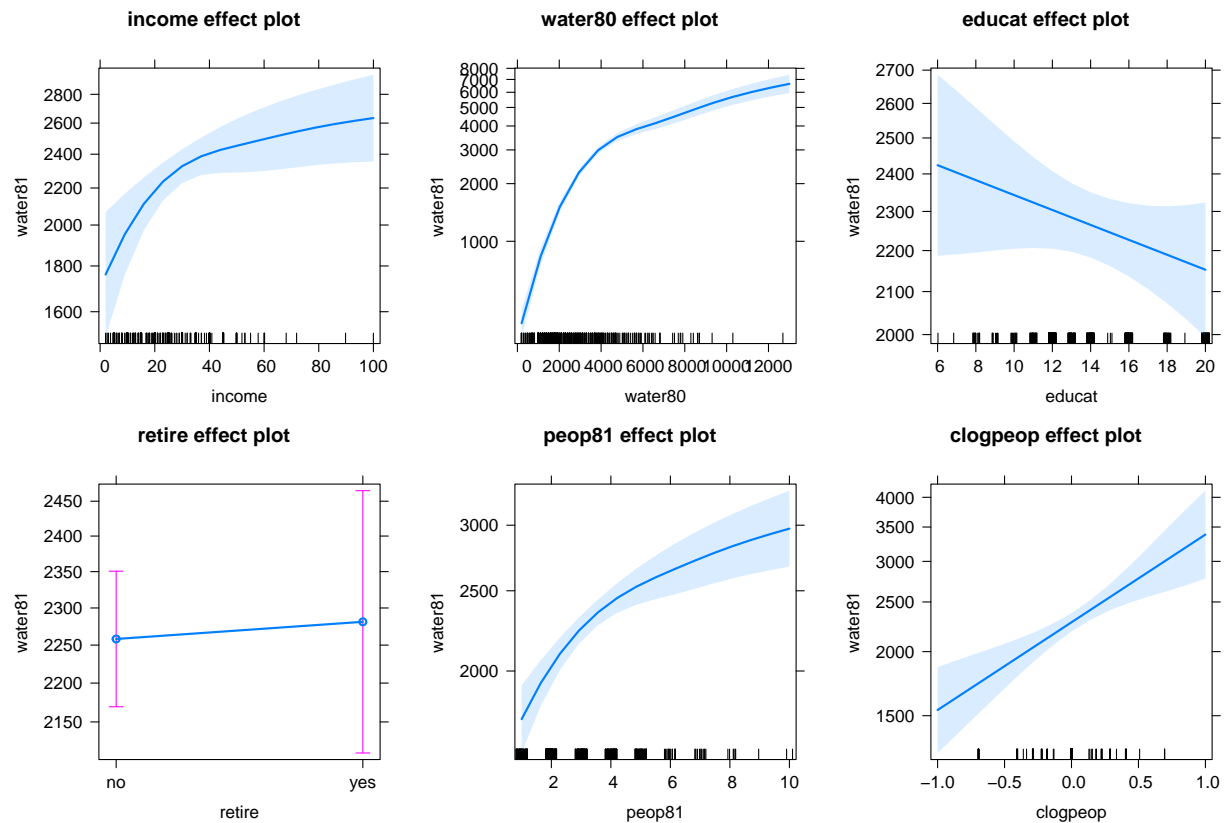 income effect plot
water81
2800
2600
2400
2200
2000
1800
1600
0 20 40 60 80 100
income
water80 effect plot
water81
8000
7000
6000
5000
4000
3000
2000
1000
0 2000 4000 6000 8000 10000 12000
water80
educat effect plot
water81
2700
2600
2500
2400
2300
2200
2100
2000
6 8 10 12 14 16 18 20
educat
retire effect plot
water81
2450
2400
2350
2300
2250
2200
2150
no yes
retire
peop81 effect plot
water81
3000
2500
2000
2 4 6 8 10
peop81
clogpeop effect plot
water81
4000
3500
3000
2500
2000
1500
−1.0 −0.5 0.0 0.5 1.0
clogpeop